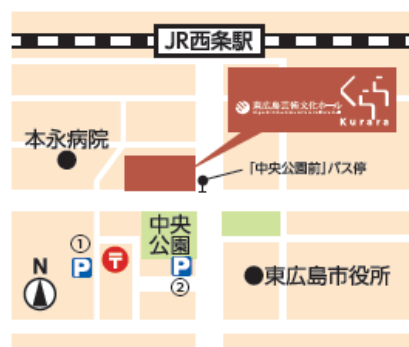 JR西条駅
東広島芸術文化ホール
くらら
Kurara
本永病院
「中央公園前」バス停
中央
公園
①
P
〒
P
②
N
東広島市役所